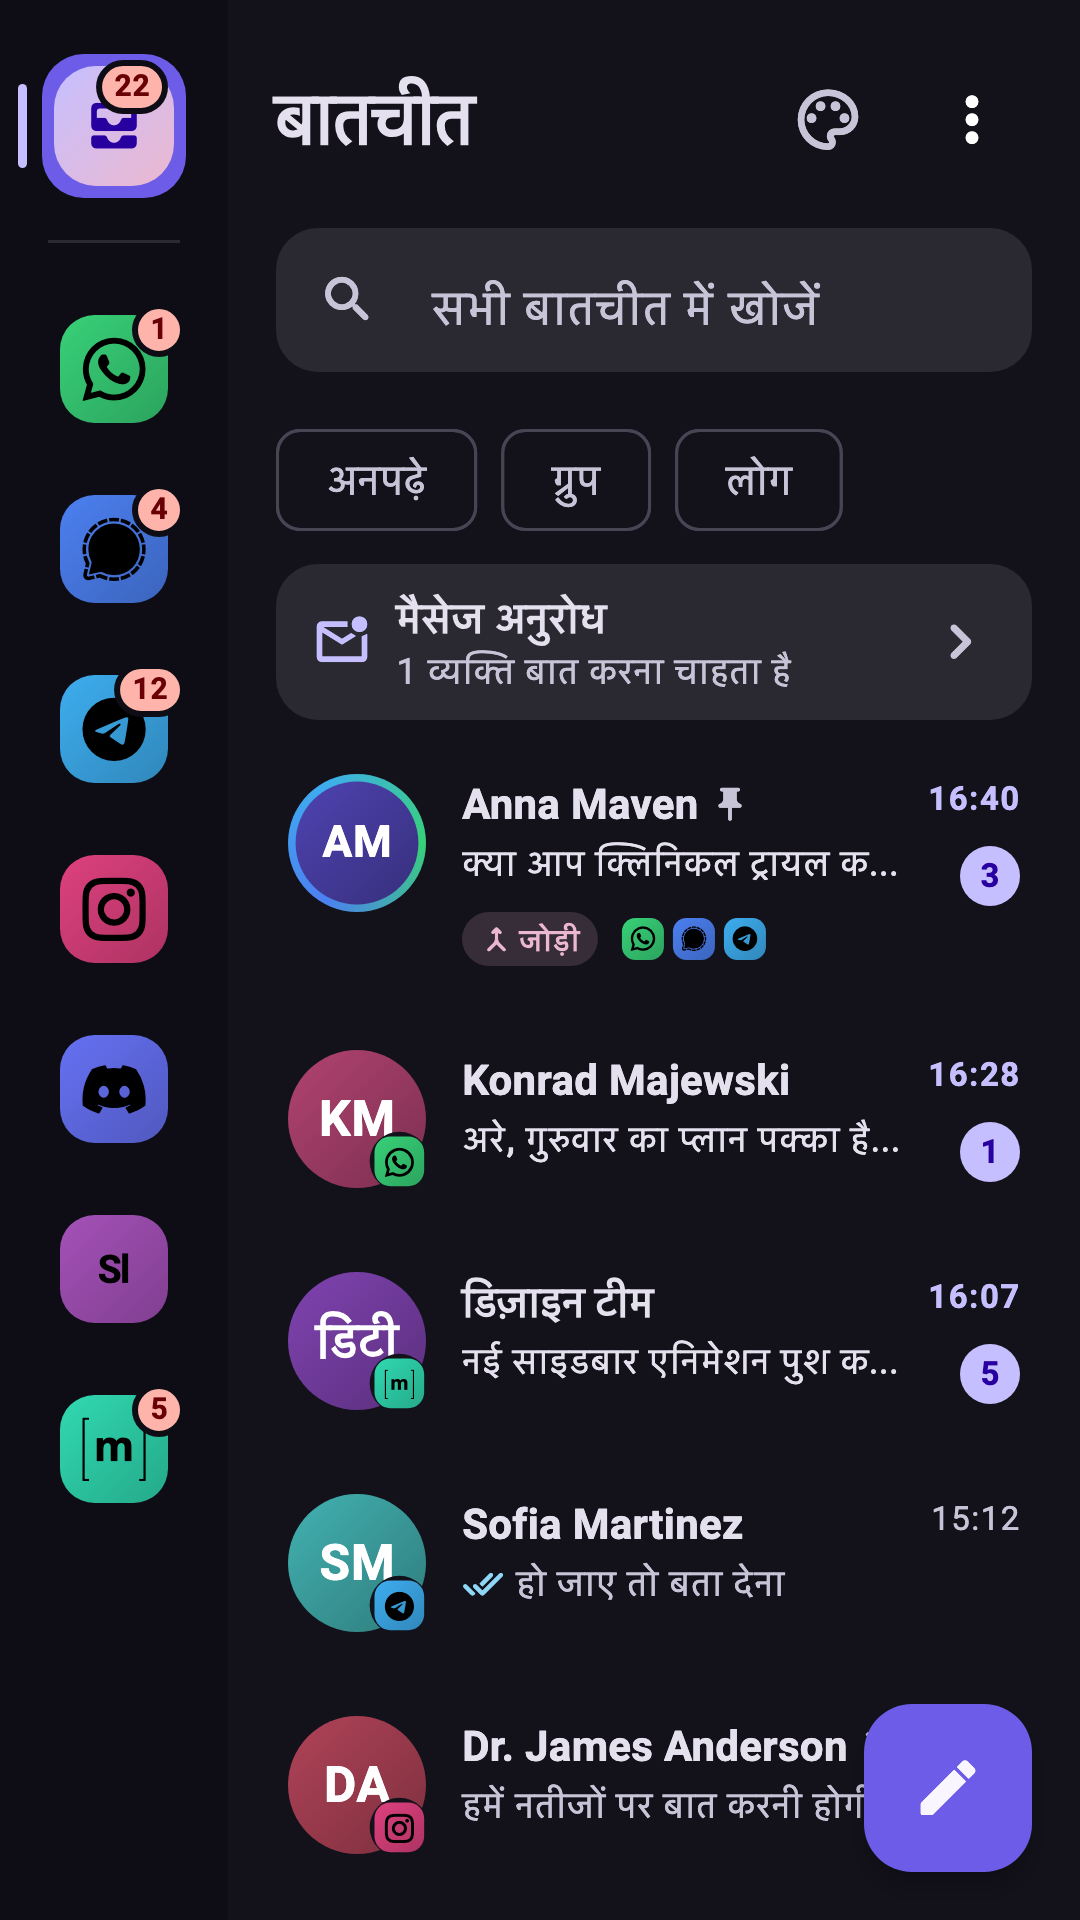 22
बातचीत
सभी बातचीत में खोजें
1
अनपढ़े
ग्रुप
लोग
4
मैसेज अनुरोध
1 व्यक्ति बात करना चाहता है
12
Anna Maven
16:40
AM
क्या आप क्लिनिकल ट्रायल क...
3
जोड़ी
Konrad Majewski
16:28
KM
अरे, गुरुवार का प्लान पक्का है...
1
SI
डिज़ाइन टीम
16:07
डिटी
नई साइडबार एनिमेशन पुश क...
5
[m]
5
[m]
Sofia Martinez
15:12
SM
हो जाए तो बता देना
Dr. James Anderson
DA
हमें नतीजों पर बात करनी होगी